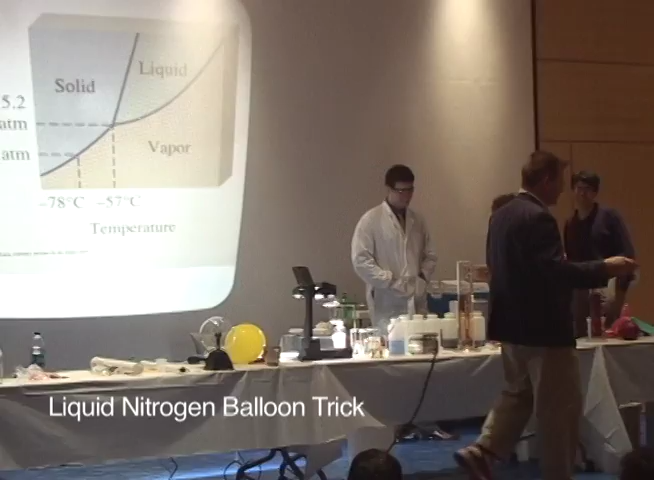 Solid
Liquid
5.2
atm
atm
Vapor
-78°C -57°C
Temperature
Liquid Nitrogen Balloon Trick